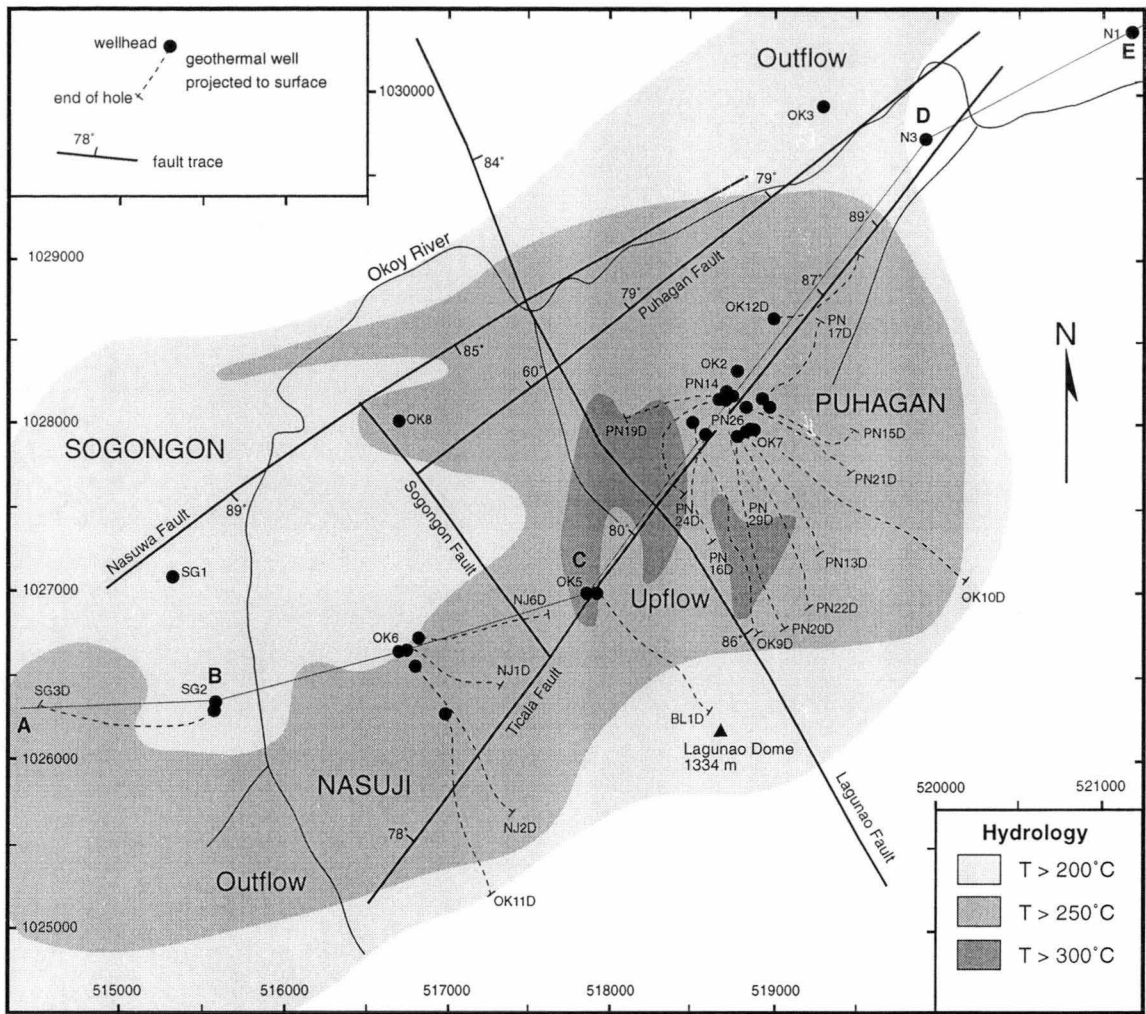 wellhead
geothermal well
projected to surface
end of hole
78°
fault trace
1030000
1029000
1028000
1027000
1026000
1025000
515000
516000
517000
518000
519000
520000
521000
Outflow
N1
E
OK3
D
N3
84°
79°
89°
Okoy River
Puhagan Fault
79°
87°
OK12D
PN
17D
N
85°
60°
OK2
PN14
PUHAGAN
OK8
PN26
PN19D
OK7
PN15D
SOGONGON
PN21D
Sogongon Fault
Nasuwa Fault
89°
PN
24D
PN
29D
80°
PN
16D
PN13D
SG1
C
OK5
NJ6D
Upflow
PN22D
OK10D
OK6
PN20D
86°
OK9D
B
SG2
NJ1D
Ticala Fault
SG3D
A
BL1D
Lagunao Dome
1334 m
NASUJI
NJ2D
78°
Lagunao Fault
Outflow
OK11D
Hydrology
T > 200°C
T > 250°C
T > 300°C